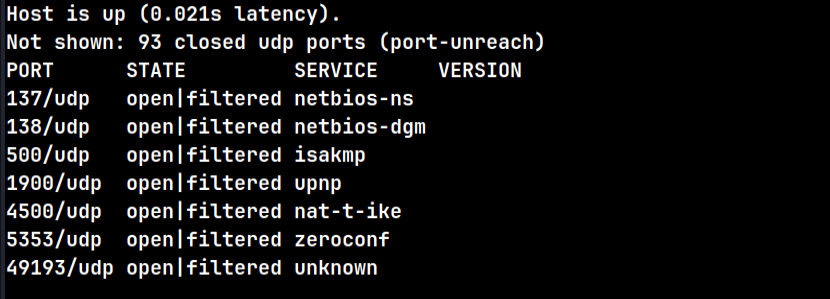 Host is up (0.021s latency).
Not shown: 93 closed udp ports (port-unreach)
PORT      STATE         SERVICE     VERSION
137/udp   open|filtered netbios-ns
138/udp   open|filtered netbios-dgm
500/udp   open|filtered isakmp
1900/udp  open|filtered upnp
4500/udp  open|filtered nat-t-ike
5353/udp  open|filtered zeroconf
49193/udp open|filtered unknown